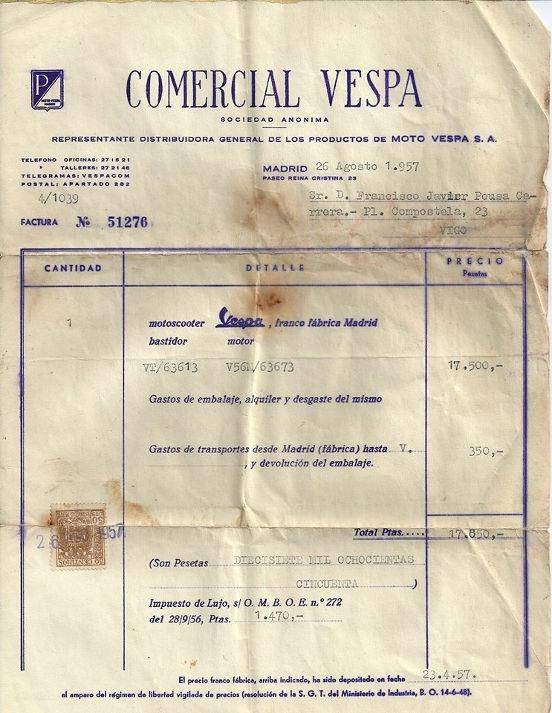 P
MOTO VESPA
MADRID
COMERCIAL VESPA
SOCIEDAD ANONIMA
REPRESENTANTE DISTRIBUIDORA GENERAL DE LOS PRODUCTOS DE MOTO VESPA S. A.
TELEFONO OFICINAS: 27 15 21
» TALLERES: 27 21 46
TELEGRAMAS: VESPACOM
POSTAL: APARTADO 282
4/1039
FACTURA № 51276
MADRID 26 Agosto 1.957
PASEO REINA CRISTINA 23
Sr. D. Francisco Javier Pousa Ca-
rrera.- Pl. Compostela, 23
VIGO
CANTIDAD DETALLE PRECIO
Pesetas
1 motoscooter Vespa, franco fábrica Madrid
bastidor motor
VT/63613 V56M/63673 17.500,-
Gastos de embalaje, alquiler y desgaste del mismo
Gastos de transportes desde Madrid (fábrica) hasta V. 350,-
, y devolución del embalaje.
Total Ptas..... 17.850,-
(Son Pesetas DIECISIETE MIL OCHOCIENTAS
CINCUENTA )
Impuesto de Lujo, s/ O. M. B. O. E. n.º 272
del 28/9/56, Ptas. 1.470,-
El precio franco fábrica, arriba indicado, ha sido depositado en fecha 23.4.57.
al amparo del régimen de libertad vigilada de precios (resolución de la S. G. T. del Ministerio de Industria, B. O. 14-6-48).